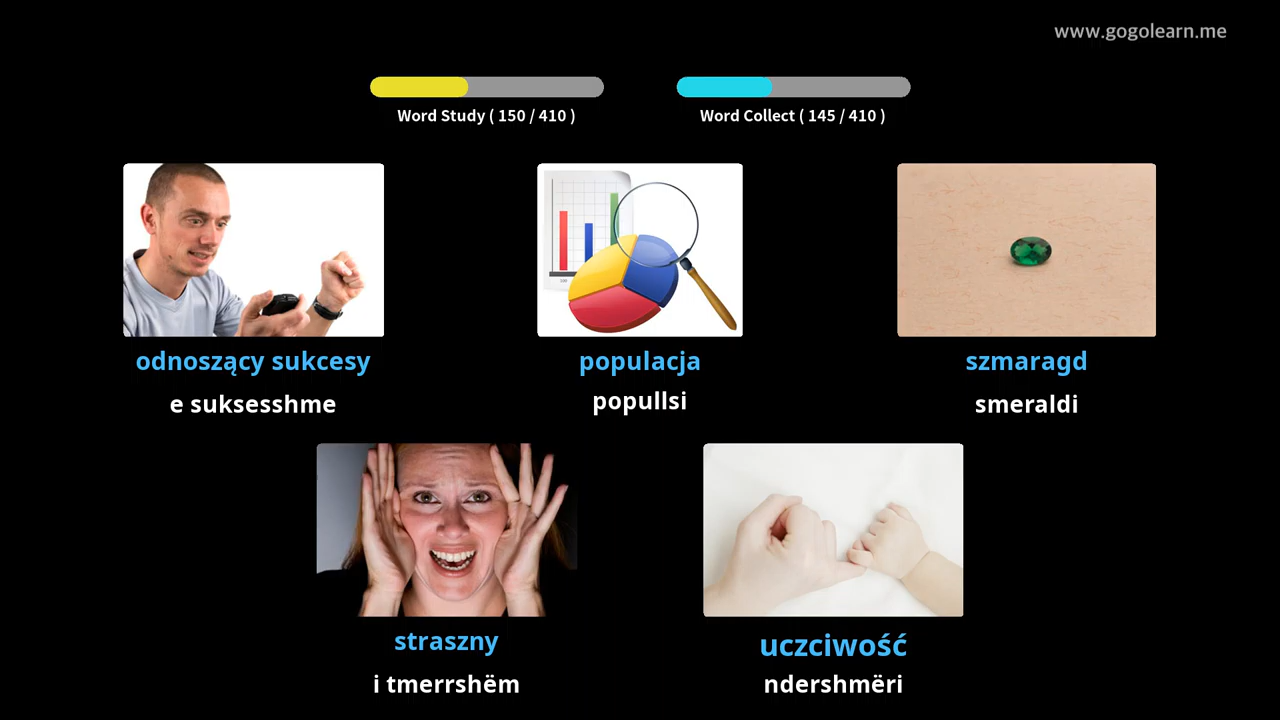 www.gogolearn.me
Word Study ( 150 / 410 )
Word Collect ( 145 / 410 )
odnoszący sukcesy
e suksesshme
populacja
popullsi
szmaragd
smeraldi
straszny
i tmerrshëm
uczciwość
ndershmëri